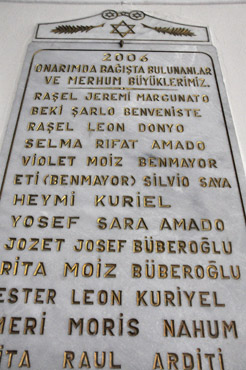 2006
ONARIMDA BAĞIŞTA BULUNANLAR
VE MERHUM BÜYÜKLERİMİZ.
RAŞEL JEREMİ MARGUNATO
BEKİ ŞARLO BENVENİSTE
RAŞEL LEON DONYO
SELMA RIFAT AMADO
VİOLET MOİZ BENMAYOR
ETİ (BENMAYOR) SİLVİO SAYA
HEYMİ KURİEL
YOSEF SARA AMADO
JOZET JOSEF BÜBEROĞLU
RİTA MOİZ BÜBEROĞLU
ESTER LEON KURİYEL
MERİ MORİS NAHUM
RAUL ARDİTİ